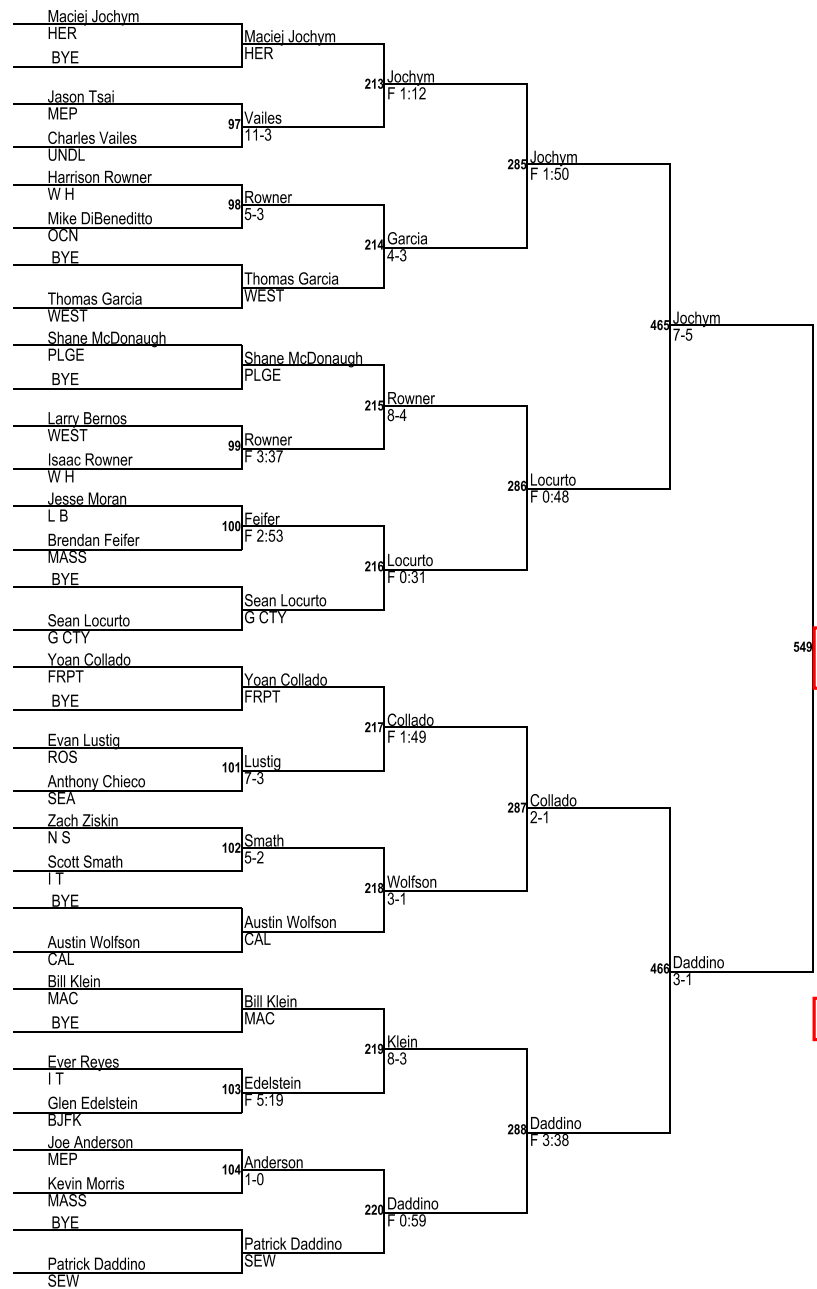 Maciej Jochym
HER
BYE
Jason Tsai
MEP
Charles Vailes
UNDL
Harrison Rowner
W H
Mike DiBeneditto
OCN
BYE
Thomas Garcia
WEST
Shane McDonaugh
PLGE
BYE
Larry Bernos
WEST
Isaac Rowner
W H
Jesse Moran
L B
Brendan Feifer
MASS
BYE
Sean Locurto
G CTY
Yoan Collado
FRPT
BYE
Evan Lustig
ROS
Anthony Chieco
SEA
Zach Ziskin
N S
Scott Smath
I T
BYE
Austin Wolfson
CAL
Bill Klein
MAC
BYE
Ever Reyes
I T
Glen Edelstein
BJFK
Joe Anderson
MEP
Kevin Morris
MASS
BYE
Patrick Daddino
SEW
Maciej Jochym
HER
97 Vailes
11-3
98 Rowner
5-3
Thomas Garcia
WEST
Shane McDonaugh
PLGE
99 Rowner
F 3:37
100 Feifer
F 2:53
Sean Locurto
G CTY
Yoan Collado
FRPT
101 Lustig
7-3
102 Smath
5-2
Austin Wolfson
CAL
Bill Klein
MAC
103 Edelstein
F 5:19
104 Anderson
1-0
Patrick Daddino
SEW
213 Jochym
F 1:12
214 Garcia
4-3
215 Rowner
8-4
216 Locurto
F 0:31
217 Collado
F 1:49
218 Wolfson
3-1
219 Klein
8-3
220 Daddino
F 0:59
285 Jochym
F 1:50
286 Locurto
F 0:48
287 Collado
2-1
288 Daddino
F 3:38
465 Jochym
7-5
466 Daddino
3-1
549